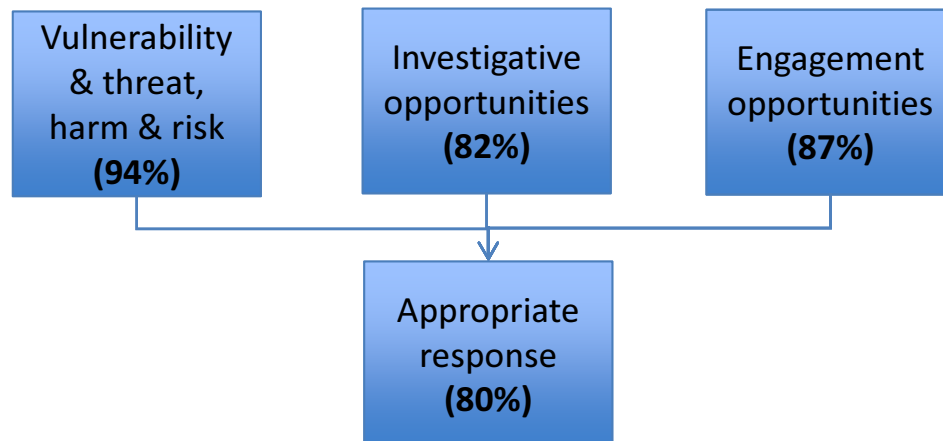 Vulnerability
& threat,
harm & risk
(94%)
Investigative
opportunities
(82%)
Engagement
opportunities
(87%)
Appropriate
response
(80%)